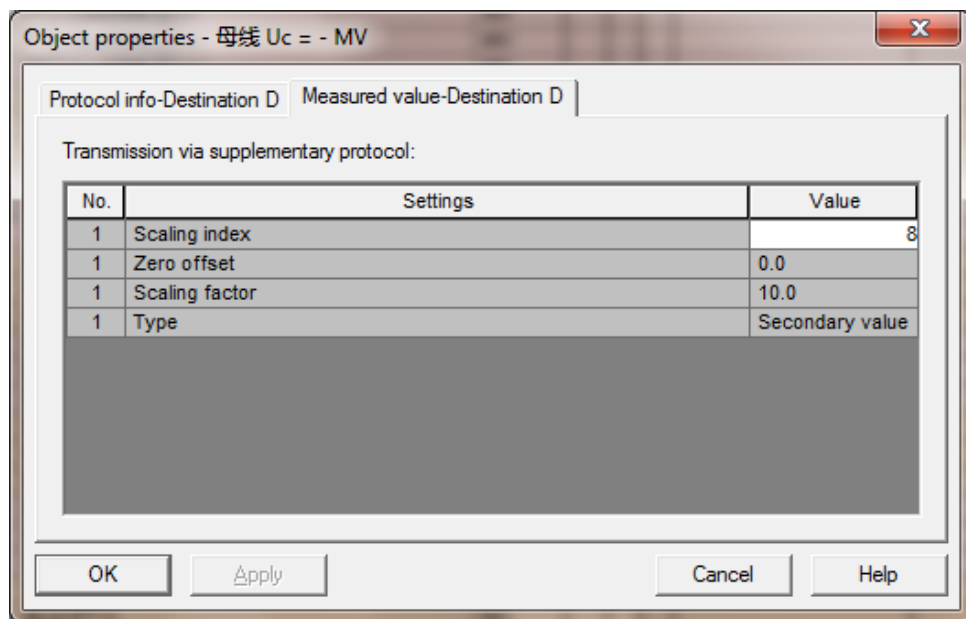 Object properties - 母线 Uc = - MV
Protocol info-Destination D Measured value-Destination D
Transmission via supplementary protocol:
No. Settings Value
1 Scaling index 8
1 Zero offset 0.0
1 Scaling factor 10.0
1 Type Secondary value
OK Apply Cancel Help